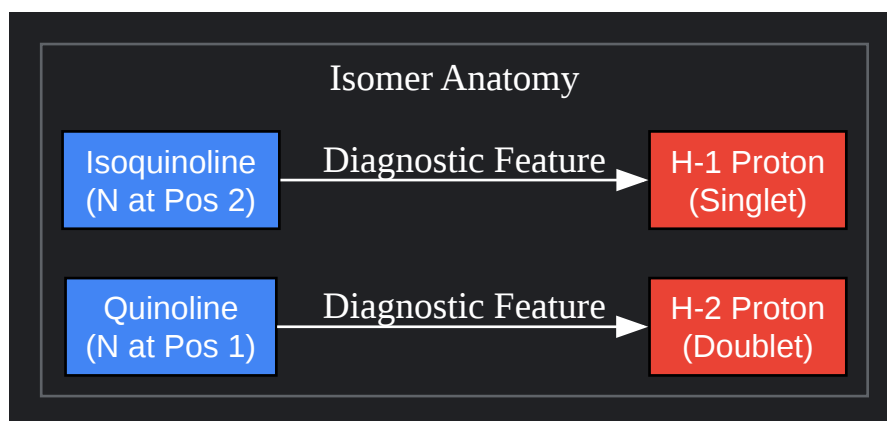 Isomer Anatomy
Isoquinoline
(N at Pos 2)
Diagnostic Feature
H-1 Proton
(Singlet)
Quinoline
(N at Pos 1)
Diagnostic Feature
H-2 Proton
(Doublet)